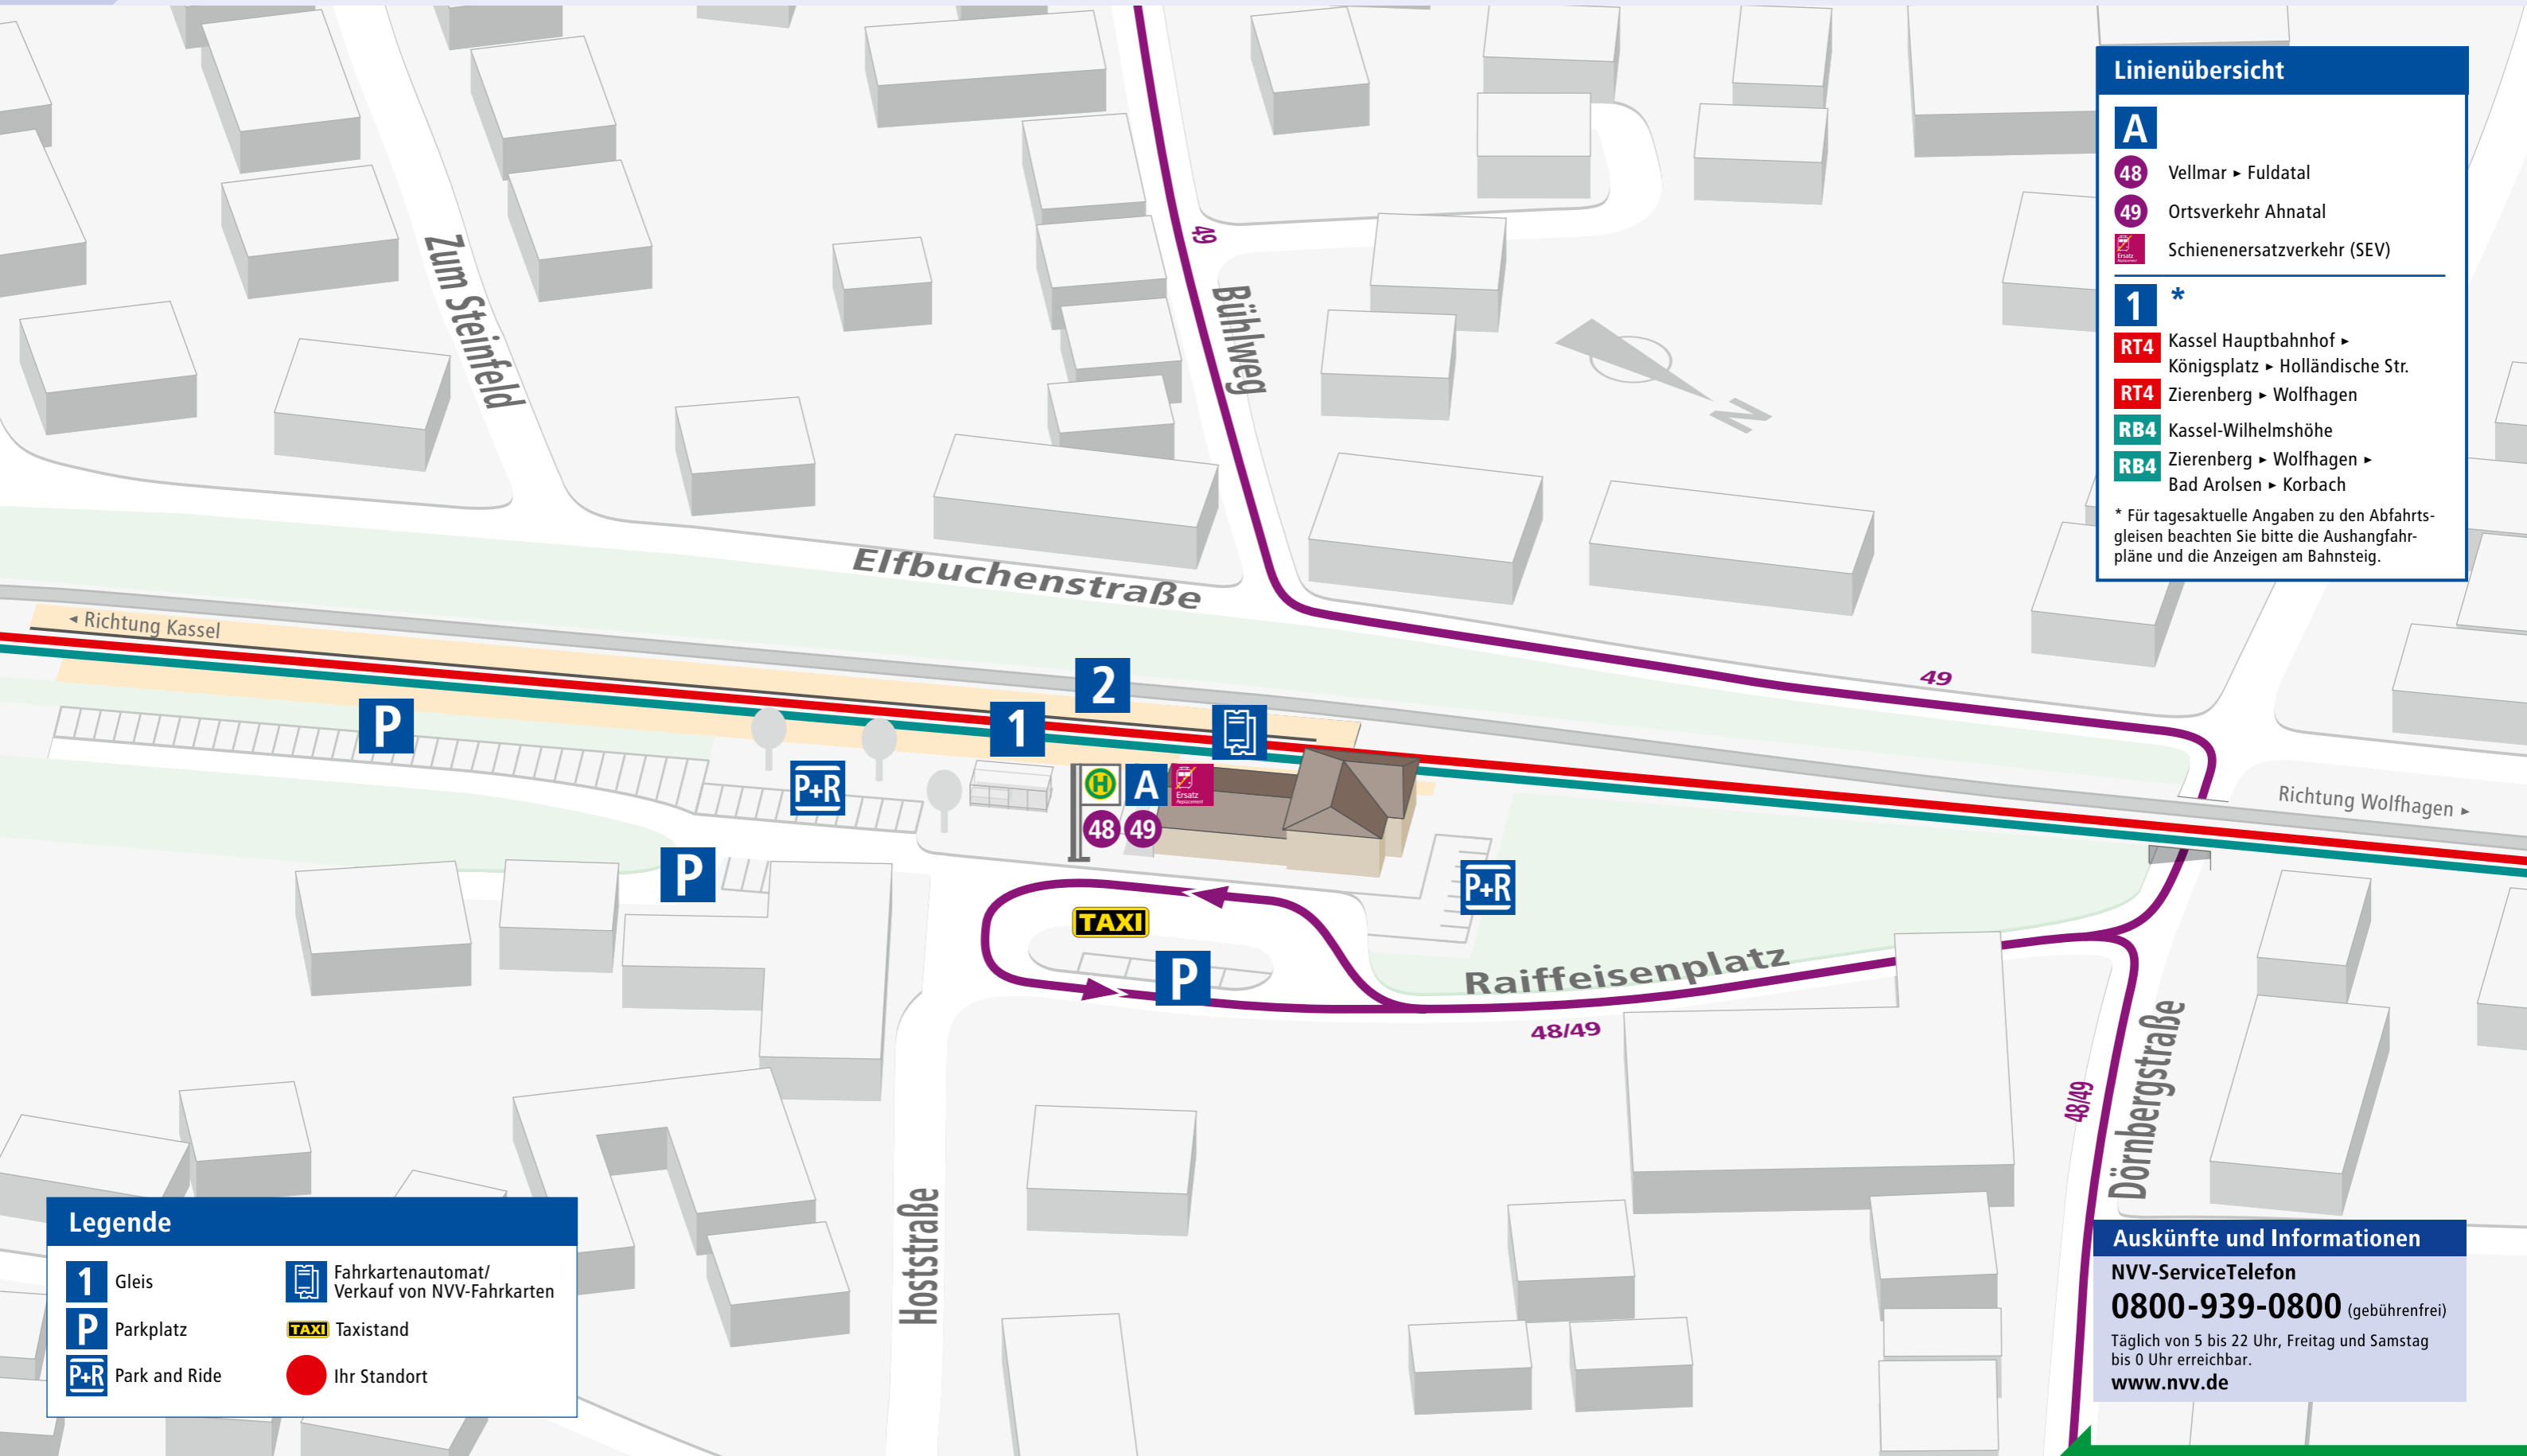 Linienübersicht
A
48 Vellmar ▸ Fuldatal
49 Ortsverkehr Ahnatal
Ersatz
Replacement
Schienenersatzverkehr (SEV)
1 *
RT4 Kassel Hauptbahnhof ▸
Königsplatz ▸ Holländische Str.
RT4 Zierenberg ▸ Wolfhagen
RB4 Kassel-Wilhelmshöhe
RB4 Zierenberg ▸ Wolfhagen ▸
Bad Arolsen ▸ Korbach
* Für tagesaktuelle Angaben zu den Abfahrts-
gleisen beachten Sie bitte die Aushangfahr-
pläne und die Anzeigen am Bahnsteig.
Zum Steinfeld
49
Bühlweg
N
Elfbuchenstraße
◂ Richtung Kassel
49
2
1
P
P+R
H
A
Ersatz
Replacement
48
49
Richtung Wolfhagen ▸
P
P+R
TAXI
P
Raiffeisenplatz
48/49
48/49
Dörnbergstraße
Hoststraße
Legende
1 Gleis
P Parkplatz
P+R Park and Ride
Fahrkartenautomat/
Verkauf von NVV-Fahrkarten
TAXI Taxistand
Ihr Standort
Auskünfte und Informationen
NVV-ServiceTelefon
0800-939-0800 (gebührenfrei)
Täglich von 5 bis 22 Uhr, Freitag und Samstag
bis 0 Uhr erreichbar.
www.nvv.de